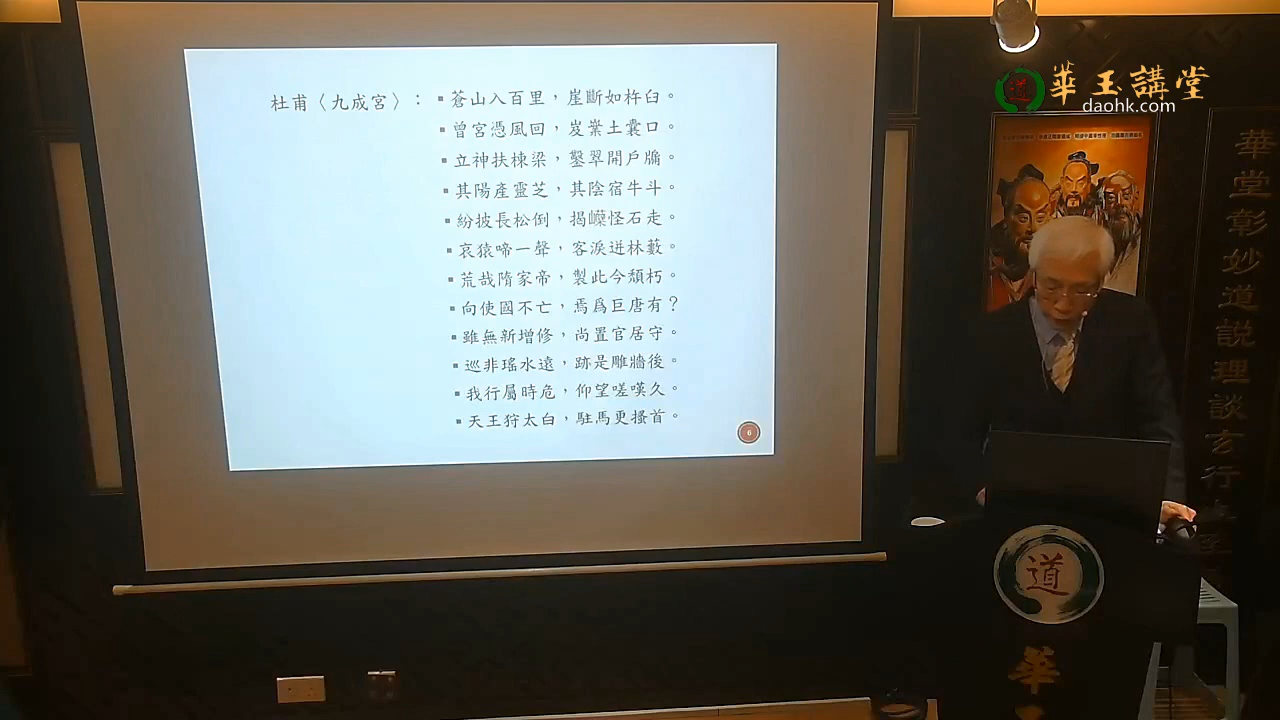 華玉講堂
daohk.com
杜甫〈九成宮〉：
▪蒼山八百里，崖斷如杵臼。
▪曾宮憑風回，岌嶪土囊口。
▪立神扶棟梁，鑿翠開戶牖。
▪其陽產靈芝，其陰宿牛斗。
▪紛披長松倒，揭㠔怪石走。
▪哀猿啼一聲，客淚迸林藪。
▪荒哉隋家帝，製此今頹朽。
▪向使國不亡，焉爲巨唐有？
▪雖無新增修，尚置官居守。
▪巡非瑤水遠，跡是雕牆後。
▪我行屬時危，仰望嗟嘆久。
▪天王狩太白，駐馬更搔首。
6
華堂彰妙道說理談玄行
道
華